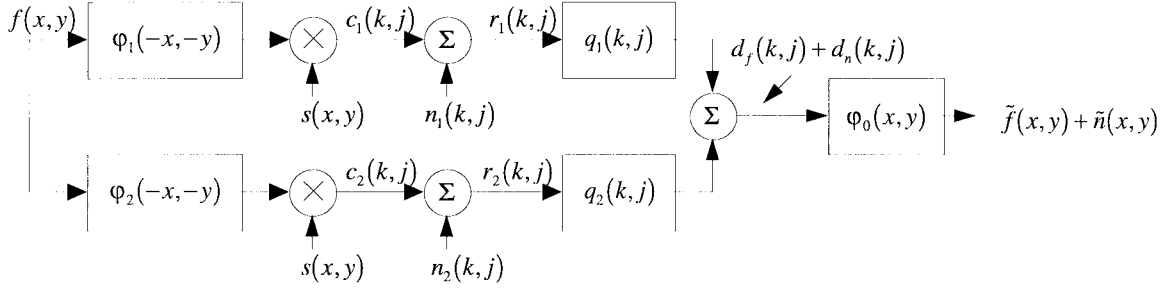 f(x,y) c₁(k,j) r₁(k,j)
φ₁(-x,-y) × Σ q₁(k,j)
s(x,y) n₁(k,j)
d_f(k,j)+d_n(k,j)
Σ φ₀(x,y) f̃(x,y)+ñ(x,y)
c₂(k,j) r₂(k,j)
φ₂(-x,-y) × Σ q₂(k,j)
s(x,y) n₂(k,j)